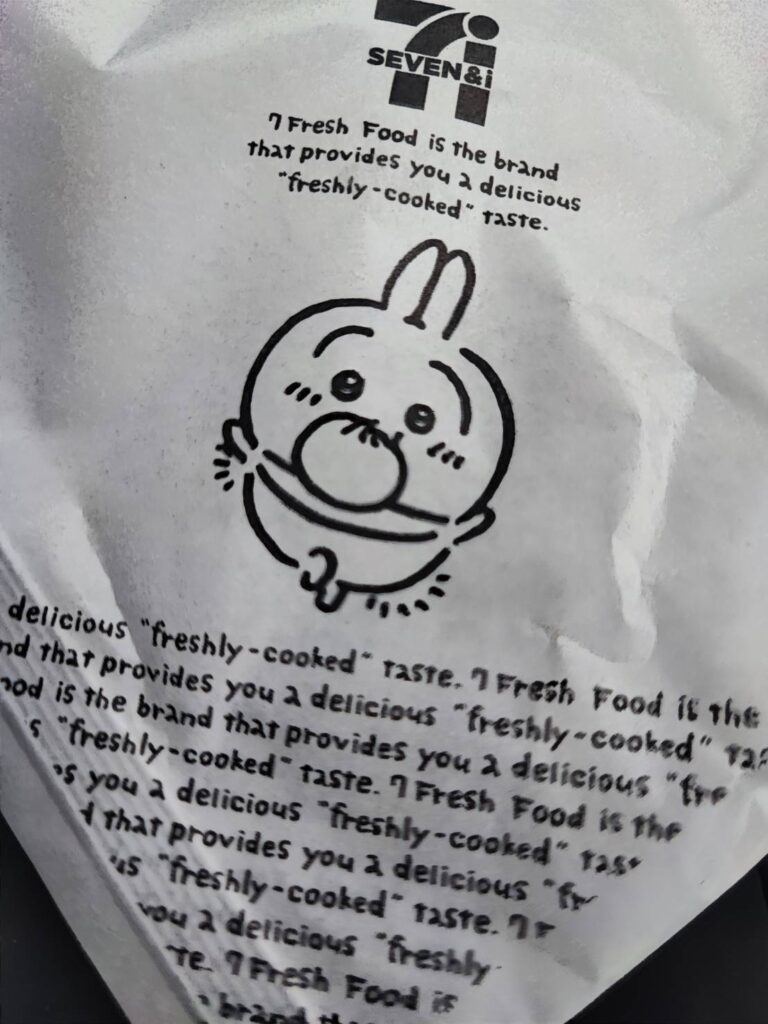 SEVEN&i
7 Fresh Food is the brand
that provides you a delicious
"freshly-cooked" taste.
delicious "freshly-cooked" taste. 7 Fresh Food is the
that provides you a delicious "freshly-cooked"
is the brand that provides you a delicious
"freshly-cooked" taste. 7 Fresh Food is the
you a delicious "freshly-cooked"
that provides you a delicious
"freshly-cooked" taste. 7
you a delicious "freshly
7 Fresh Food is
brand